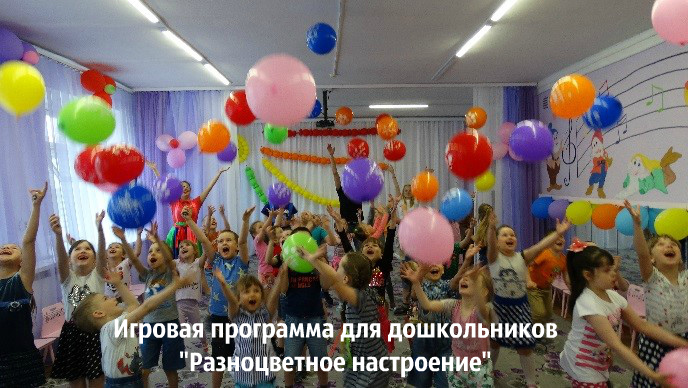 Игровая программа для дошкольников
"Разноцветное настроение"